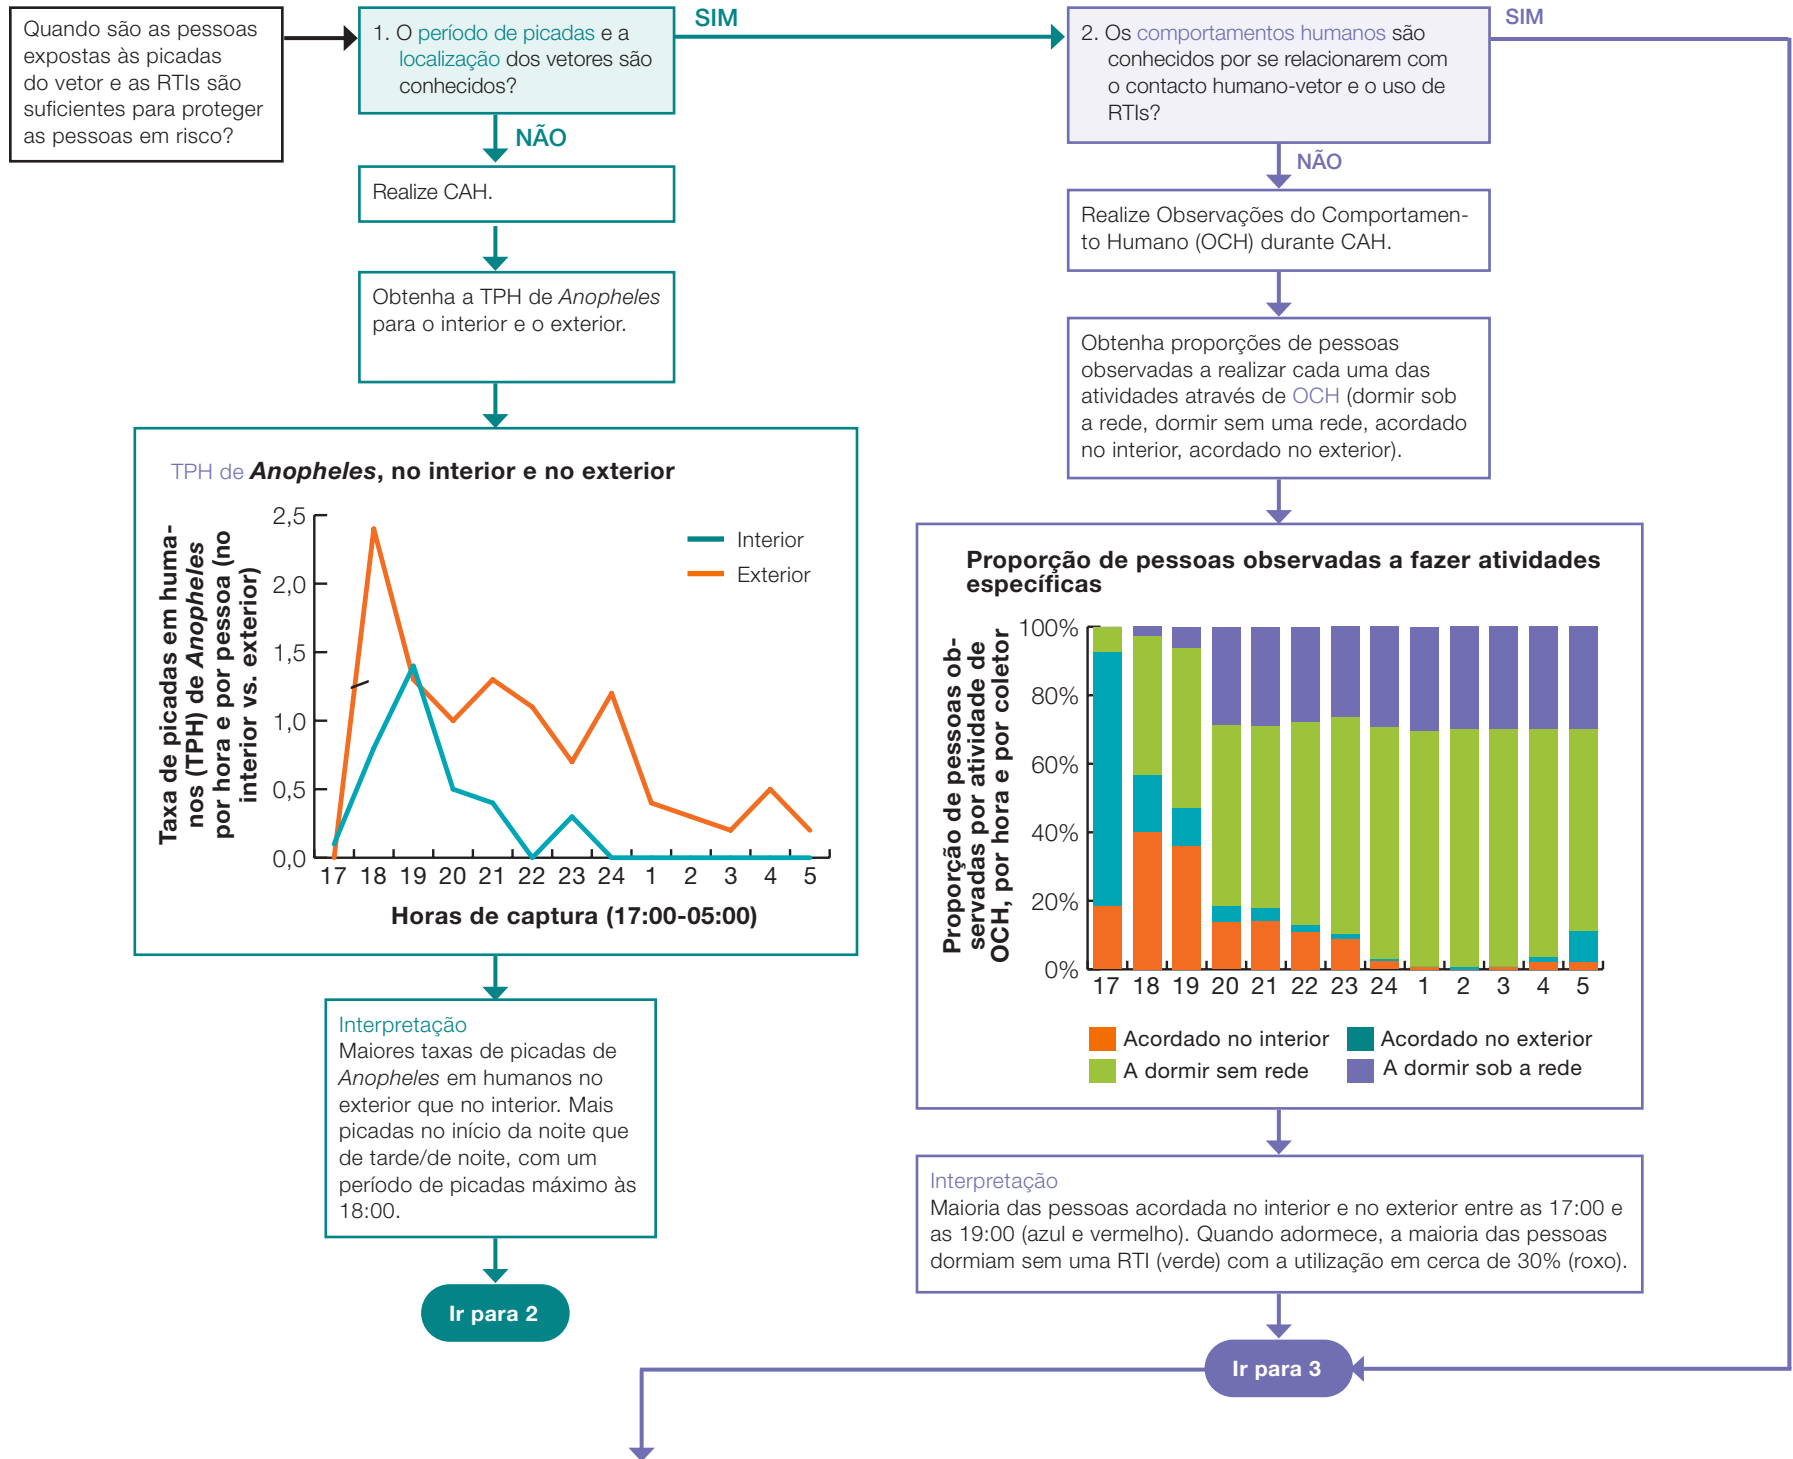 Quando são as pessoas
expostas às picadas
do vetor e as RTIs são
suficientes para proteger
as pessoas em risco?
1. O período de picadas e a
localização dos vetores são
conhecidos?
SIM
NÃO
Realize CAH.
Obtenha a TPH de Anopheles
para o interior e o exterior.
TPH de Anopheles, no interior e no exterior
Taxa de picadas em huma-
nos (TPH) de Anopheles
por hora e por pessoa (no
interior vs. exterior)
2,5
2,0
1,5
1,0
0,5
0,0
Interior
Exterior
17 18 19 20 21 22 23 24 1 2 3 4 5
Horas de captura (17:00-05:00)
Interpretação
Maiores taxas de picadas de
Anopheles em humanos no
exterior que no interior. Mais
picadas no início da noite que
de tarde/de noite, com um
período de picadas máximo às
18:00.
Ir para 2
2. Os comportamentos humanos são
conhecidos por se relacionarem com
o contacto humano-vetor e o uso de
RTIs?
SIM
NÃO
Realize Observações do Comportamen-
to Humano (OCH) durante CAH.
Obtenha proporções de pessoas
observadas a realizar cada uma das
atividades através de OCH (dormir sob
a rede, dormir sem uma rede, acordado
no interior, acordado no exterior).
Proporção de pessoas observadas a fazer atividades
específicas
Proporção de pessoas ob-
servadas por atividade de
OCH, por hora e por coletor
100%
80%
60%
40%
20%
0%
17 18 19 20 21 22 23 24 1 2 3 4 5
Acordado no interior Acordado no exterior
A dormir sem rede A dormir sob a rede
Interpretação
Maioria das pessoas acordada no interior e no exterior entre as 17:00 e
as 19:00 (azul e vermelho). Quando adormece, a maioria das pessoas
dormiam sem uma RTI (verde) com a utilização em cerca de 30% (roxo).
Ir para 3